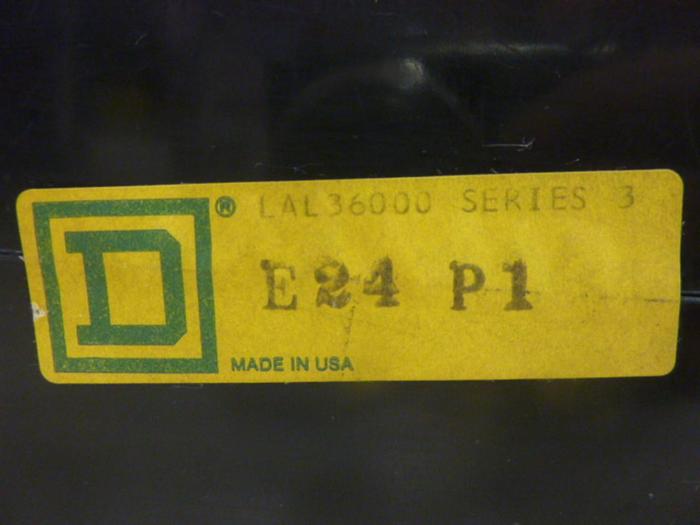 D® LAL36000 SERIES 3
E24 P1
MADE IN USA